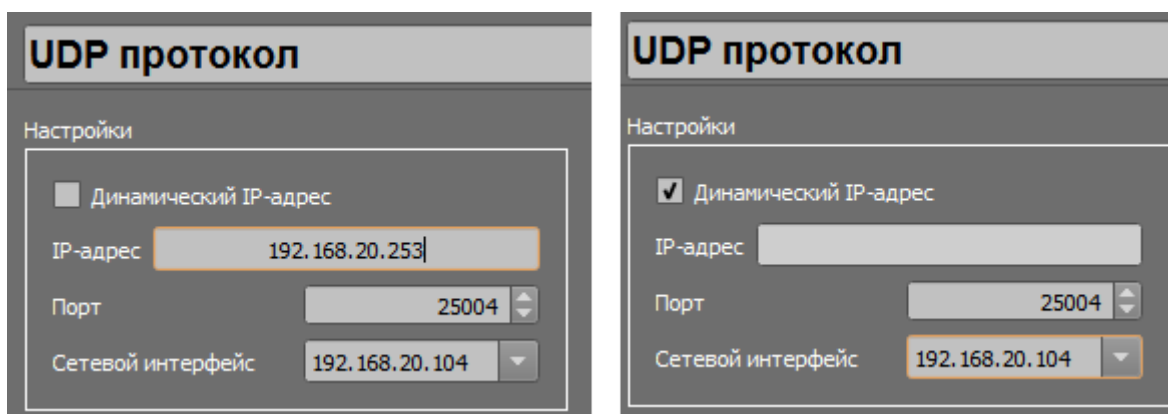 UDP протокол
Настройки
Динамический IP-адрес
IP-адрес 192.168.20.253
Порт 25004
Сетевой интерфейс 192.168.20.104
UDP протокол
Настройки
Динамический IP-адрес
IP-адрес
Порт 25004
Сетевой интерфейс 192.168.20.104